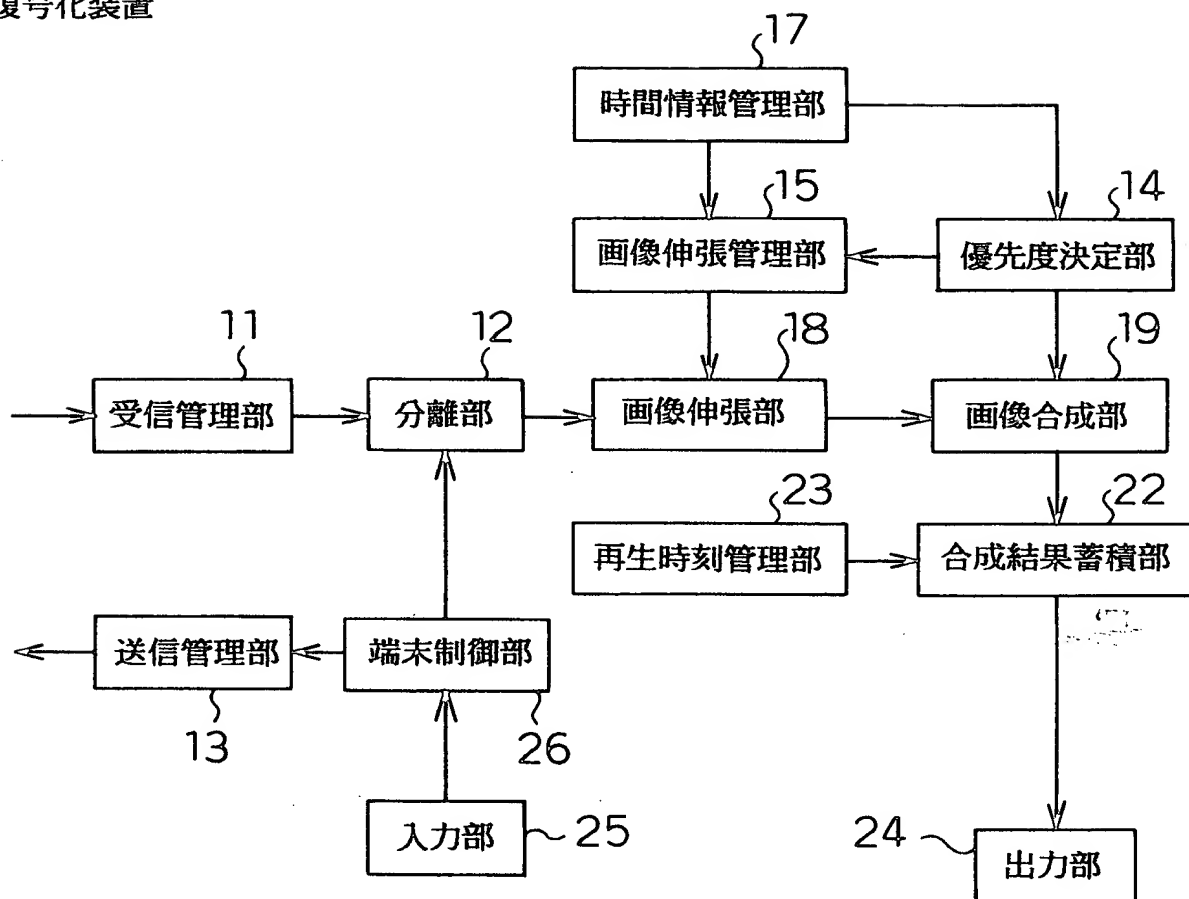 復号化装置
17
時間情報管理部
15
14
画像伸張管理部
優先度決定部
11
12
18
19
受信管理部
分離部
画像伸張部
画像合成部
23
22
再生時刻管理部
合成結果蓄積部
送信管理部
端末制御部
13
26
入力部
25
24
出力部